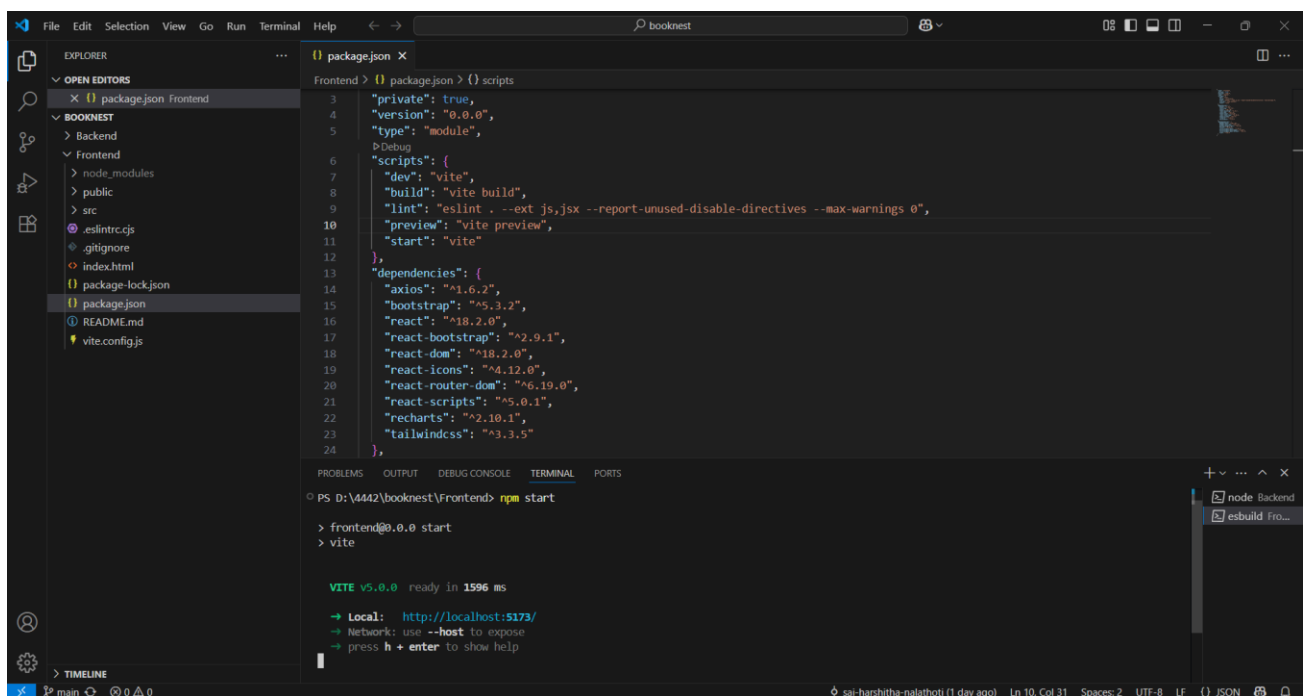 File Edit Selection View Go Run Terminal Help
booknest
EXPLORER
OPEN EDITORS
package.json Frontend
BOOKNEST
Backend
Frontend
node_modules
public
src
.eslintrc.cjs
.gitignore
index.html
package-lock.json
package.json
README.md
vite.config.js
TIMELINE
{} package.json
Frontend > {} package.json > {} scripts
3 "private": true,
4 "version": "0.0.0",
5 "type": "module",
Debug
6 "scripts": {
7 "dev": "vite",
8 "build": "vite build",
9 "lint": "eslint . --ext js,jsx --report-unused-disable-directives --max-warnings 0",
10 "preview": "vite preview",
11 "start": "vite"
12 },
13 "dependencies": {
14 "axios": "^1.6.2",
15 "bootstrap": "^5.3.2",
16 "react": "^18.2.0",
17 "react-bootstrap": "^2.9.1",
18 "react-dom": "^18.2.0",
19 "react-icons": "^4.12.0",
20 "react-router-dom": "^6.19.0",
21 "react-scripts": "^5.0.1",
22 "recharts": "^2.10.1",
23 "tailwindcss": "^3.3.5"
24 },
PROBLEMS OUTPUT DEBUG CONSOLE TERMINAL PORTS
PS D:\4442\booknest\Frontend> npm start
> frontend@0.0.0 start
> vite
VITE v5.0.0 ready in 1596 ms
→ Local: http://localhost:5173/
→ Network: use --host to expose
→ press h + enter to show help
node Backend
esbuild Fro...
main 0 0
sai-harshitha-nalathoti (1 day ago) Ln 10, Col 31 Spaces: 2 UTF-8 LF {} JSON